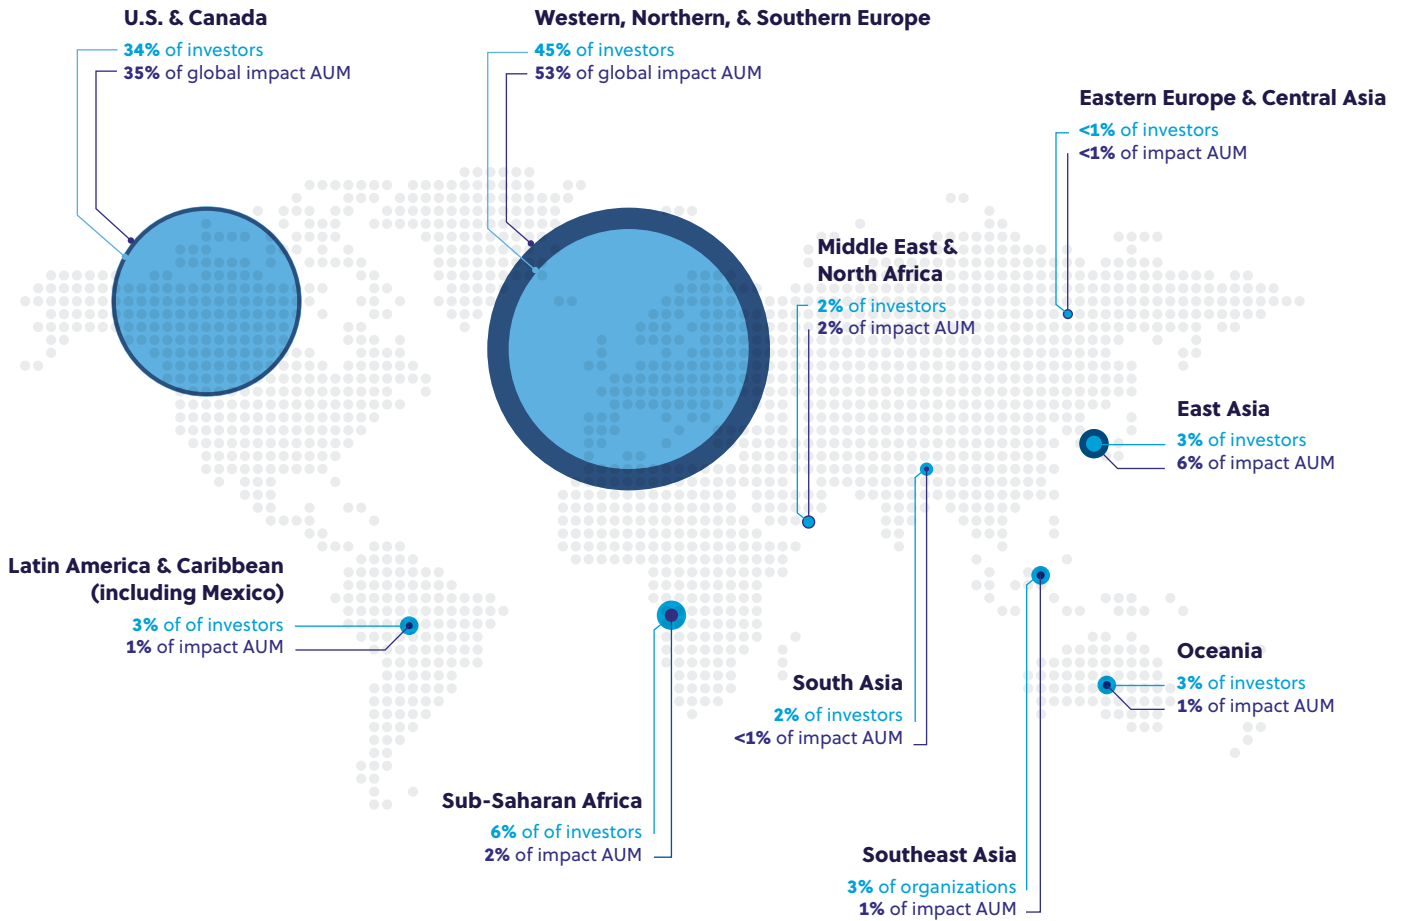 U.S. & Canada
34% of investors
35% of global impact AUM
Western, Northern, & Southern Europe
45% of investors
53% of global impact AUM
Eastern Europe & Central Asia
<1% of investors
<1% of impact AUM
Middle East &
North Africa
2% of investors
2% of impact AUM
East Asia
3% of investors
6% of impact AUM
Latin America & Caribbean
(including Mexico)
3% of of investors
1% of impact AUM
Oceania
3% of investors
1% of impact AUM
South Asia
2% of investors
<1% of impact AUM
Sub-Saharan Africa
6% of of investors
2% of impact AUM
Southeast Asia
3% of organizations
1% of impact AUM